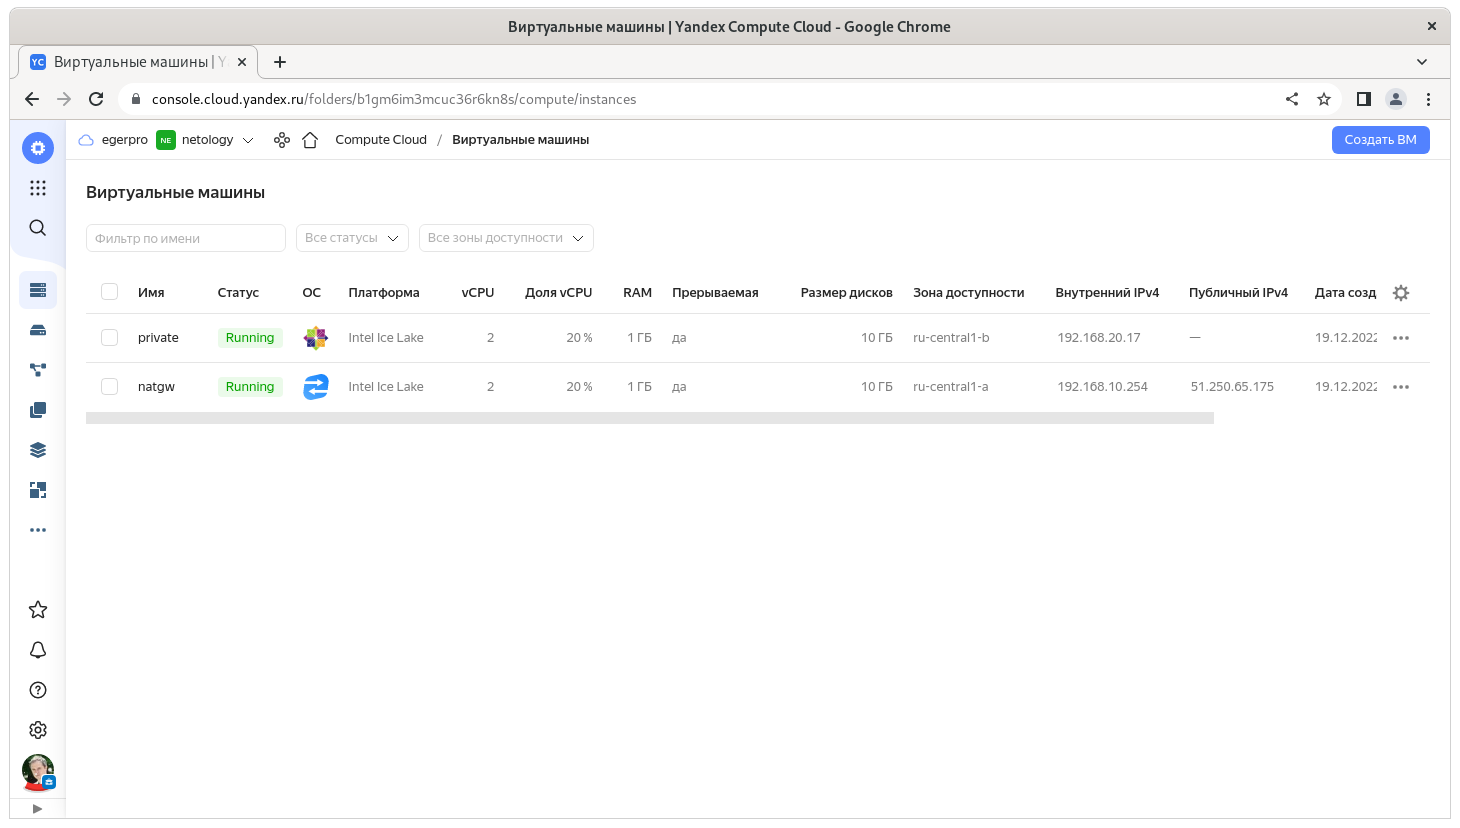 Виртуальные машины | Yandex Compute Cloud - Google Chrome
YC Виртуальные машины | Y
console.cloud.yandex.ru/folders/b1gm6im3mcuc36r6kn8s/compute/instances
egerpro NE netology Compute Cloud / Виртуальные машины Создать ВМ
Виртуальные машины
Фильтр по имени Все статусы Все зоны доступности
Имя Статус ОС Платформа vCPU Доля vCPU RAM Прерываемая Размер дисков Зона доступности Внутренний IPv4 Публичный IPv4 Дата созд
private Running Intel Ice Lake 2 20 % 1 ГБ да 10 ГБ ru-central1-b 192.168.20.17 — 19.12.2022
natgw Running Intel Ice Lake 2 20 % 1 ГБ да 10 ГБ ru-central1-a 192.168.10.254 51.250.65.175 19.12.2022